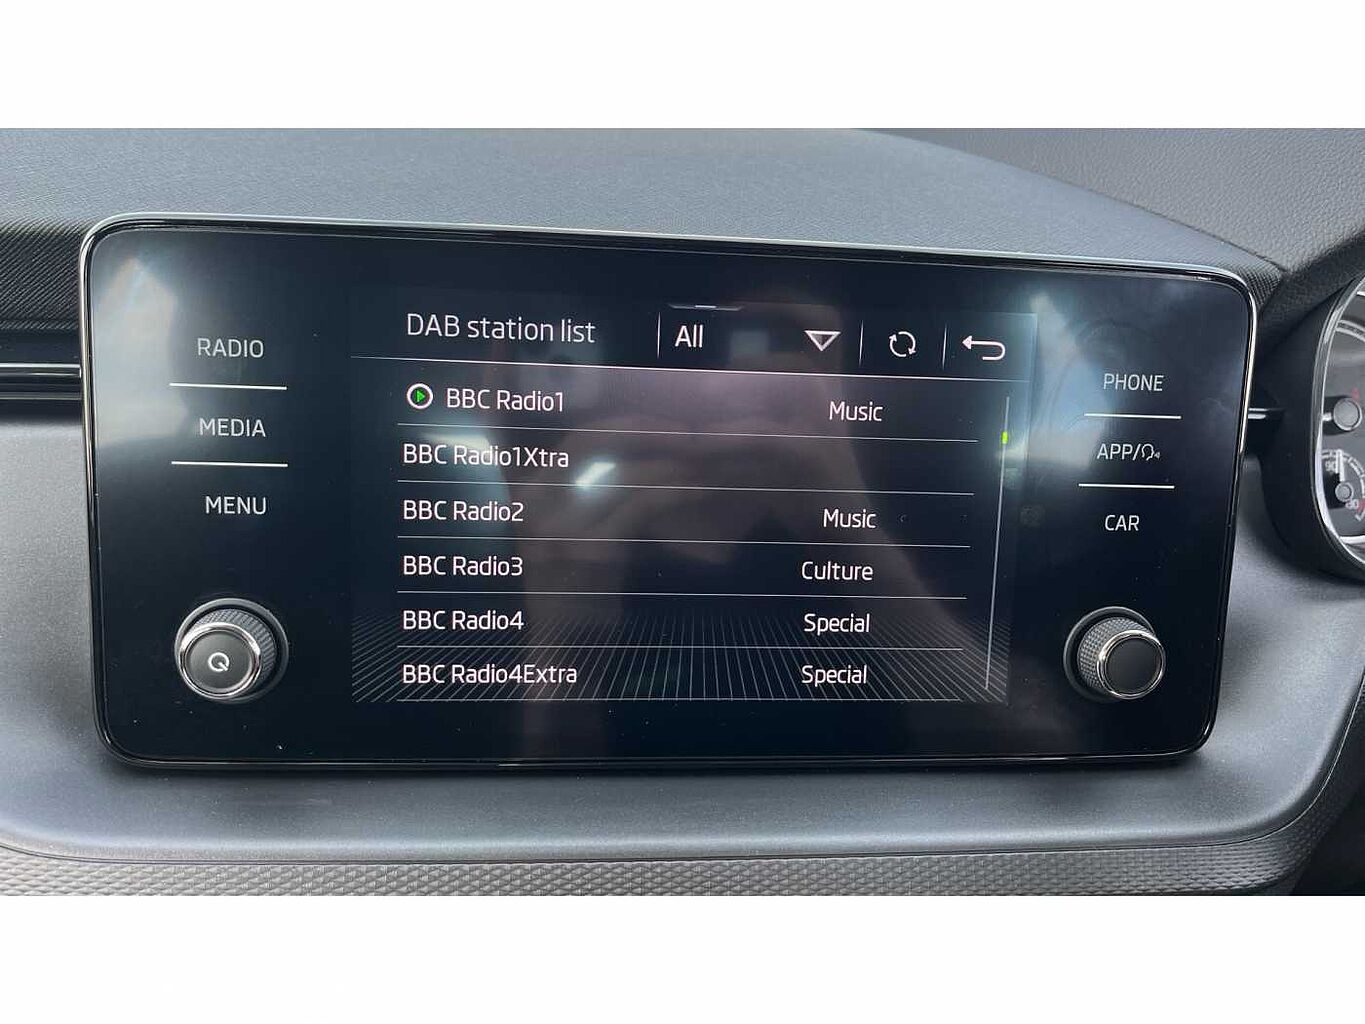 DAB station list All
RADIO
MEDIA
MENU
BBC Radio1 Music
BBC Radio1Xtra
BBC Radio2 Music
BBC Radio3 Culture
BBC Radio4 Special
BBC Radio4Extra Special
PHONE
APP/
CAR